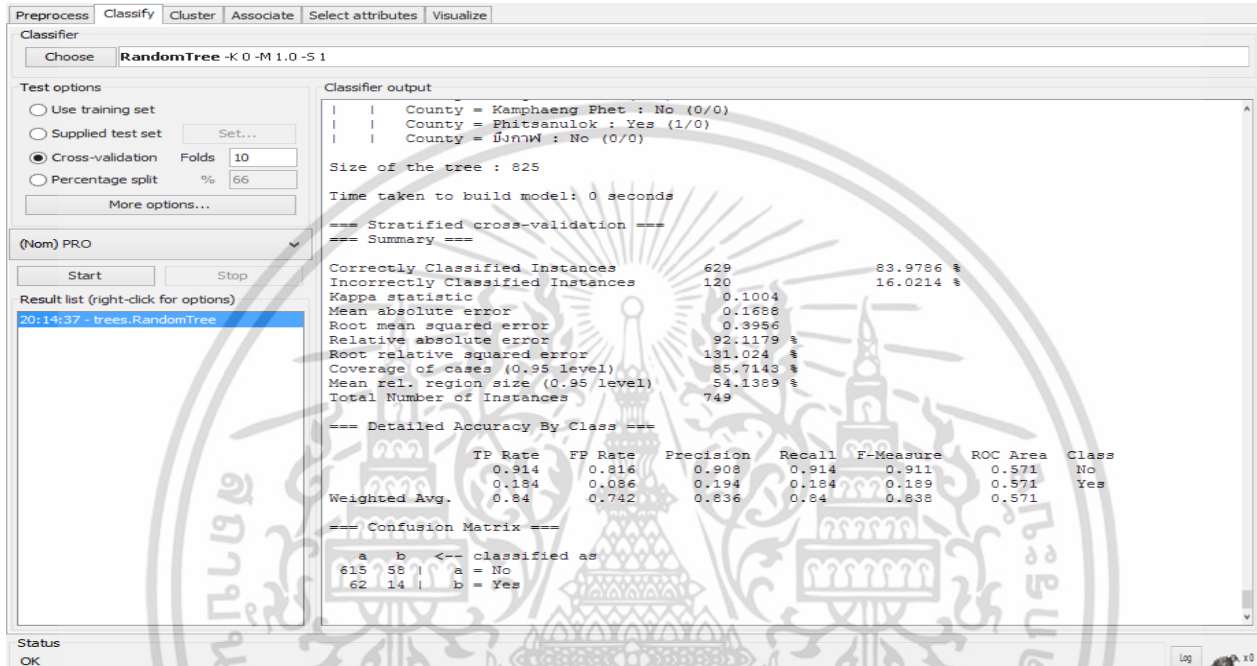 Preprocess Classify Cluster Associate Select attributes Visualize
Classifier
Choose RandomTree -K 0 -M 1.0 -S 1
Test options
Use training set
Supplied test set Set...
Cross-validation Folds 10
Percentage split % 66
More options...
(Nom) PRO
Start Stop
Result list (right-click for options)
20:14:37 - trees.RandomTree
Classifier output
| | County = Kamphaeng Phet : No (0/0)
| | County = Phitsanulok : Yes (1/0)
| | County = บึงกาฬ : No (0/0)
Size of the tree : 825
Time taken to build model: 0 seconds
=== Stratified cross-validation ===
=== Summary ===
Correctly Classified Instances 629 83.9786 %
Incorrectly Classified Instances 120 16.0214 %
Kappa statistic 0.1004
Mean absolute error 0.1688
Root mean squared error 0.3956
Relative absolute error 92.1179 %
Root relative squared error 131.024 %
Coverage of cases (0.95 level) 85.7143 %
Mean rel. region size (0.95 level) 54.1389 %
Total Number of Instances 749
=== Detailed Accuracy By Class ===
TP Rate FP Rate Precision Recall F-Measure ROC Area Class
0.914 0.816 0.908 0.914 0.911 0.571 No
0.184 0.086 0.194 0.184 0.189 0.571 Yes
Weighted Avg. 0.84 0.742 0.836 0.84 0.838 0.571
=== Confusion Matrix ===
a b <-- classified as
615 58 | a = No
62 14 | b = Yes
Status
OK
Log
x 0